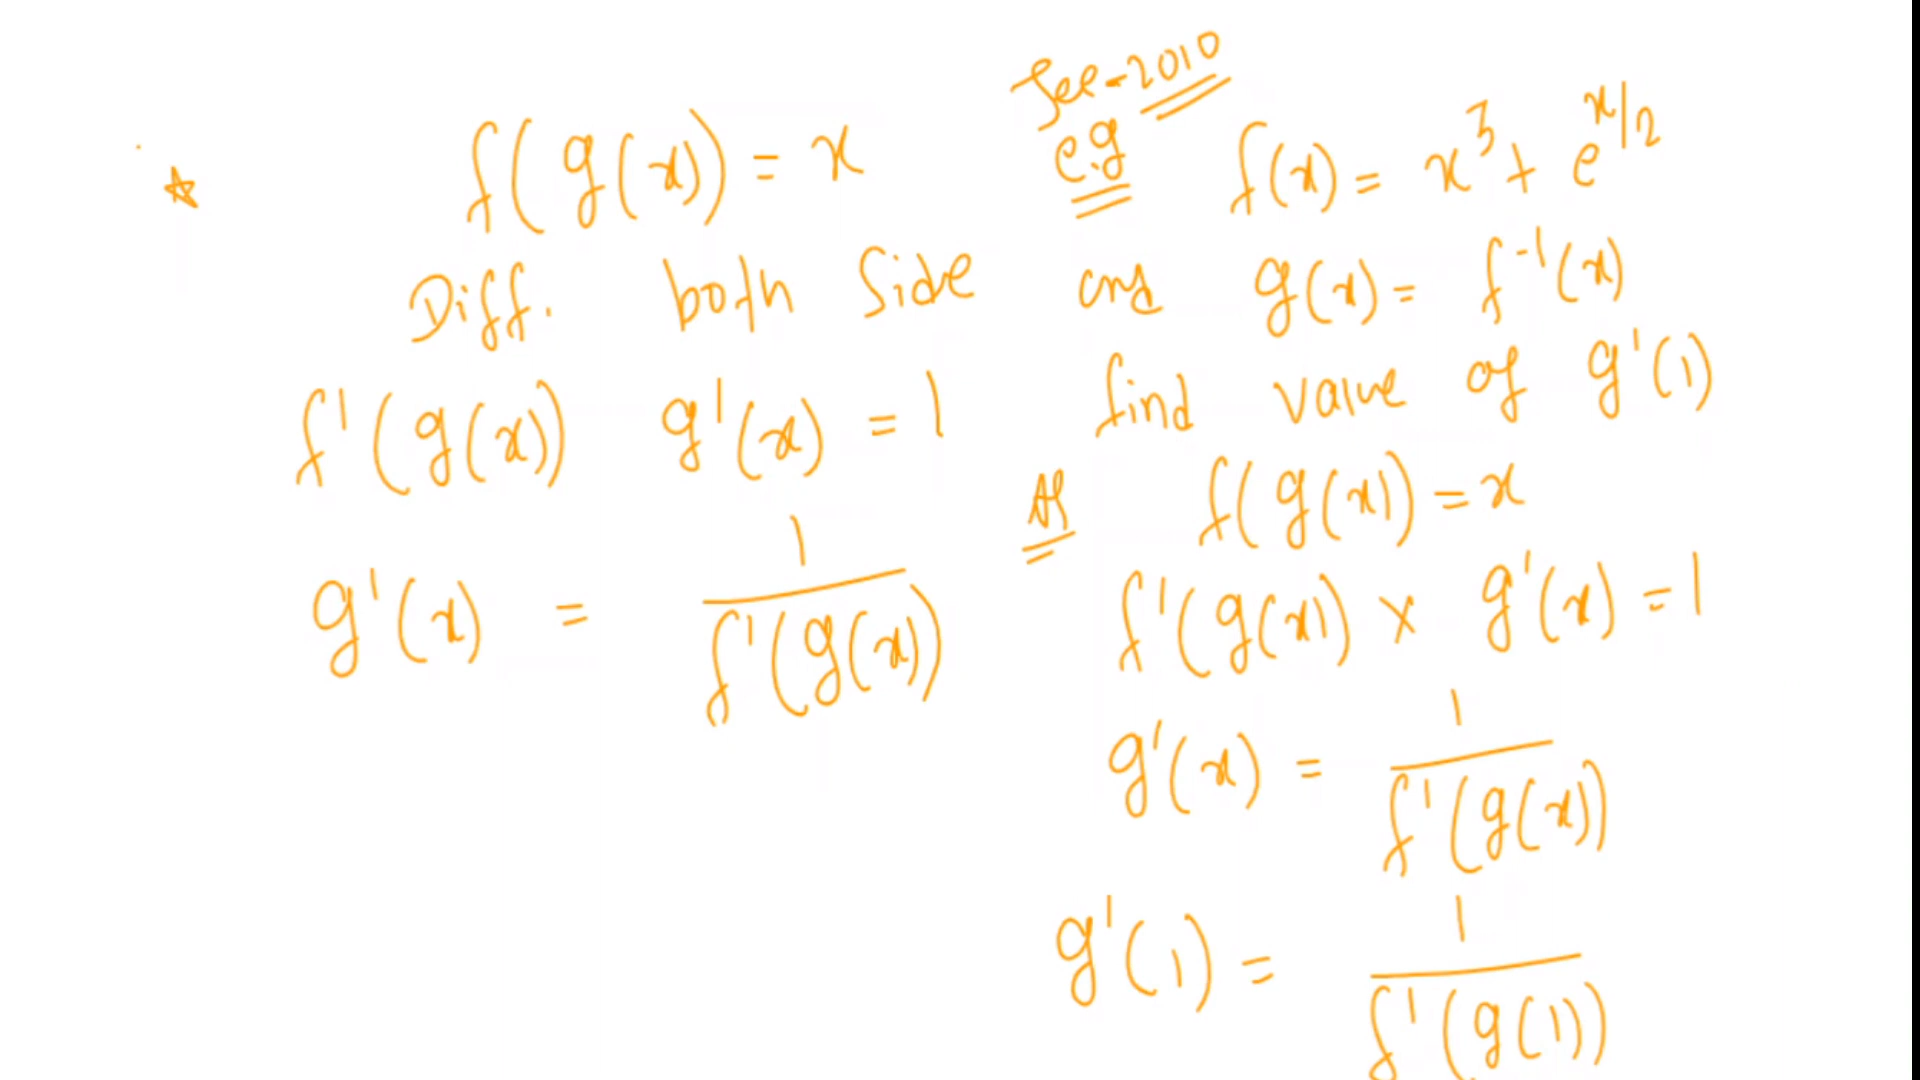 f(g(x)) = x
Diff. both Side
f'(g(x)) g'(x) = 1
g'(x) = 1/f'(g(x))
Jee-2010
e.g f(x) = x³ + e^x/2
and g(x) = f⁻¹(x)
find value of g'(1)
f(g(x)) = x
f'(g(x)) × g'(x) = 1
g'(x) = 1/f'(g(x))
g'(1) = 1/f'(g(1))